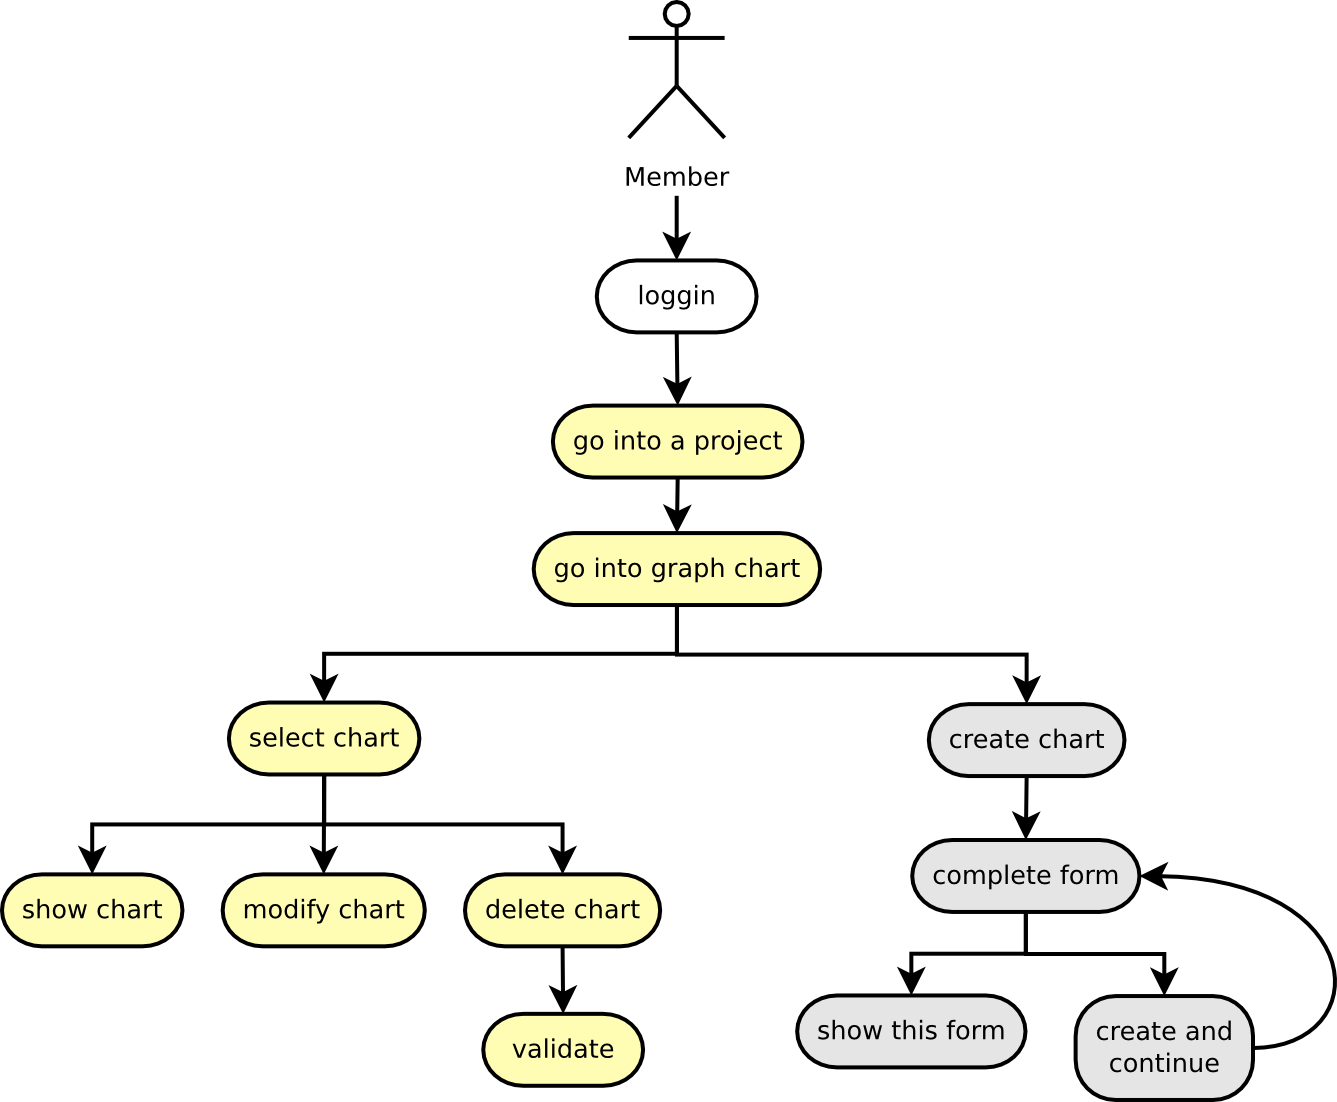 Member
loggin
go into a project
go into graph chart
select chart
create chart
complete form
show chart
modify chart
delete chart
show this form
create and
continue
validate